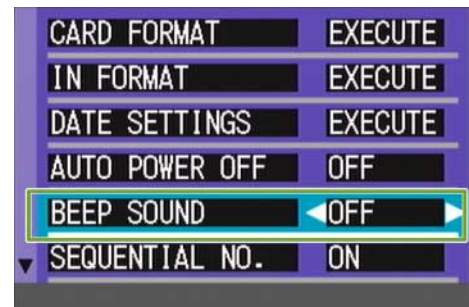 CARD FORMAT EXECUTE
IN FORMAT EXECUTE
DATE SETTINGS EXECUTE
AUTO POWER OFF OFF
BEEP SOUND OFF
SEQUENTIAL NO. ON